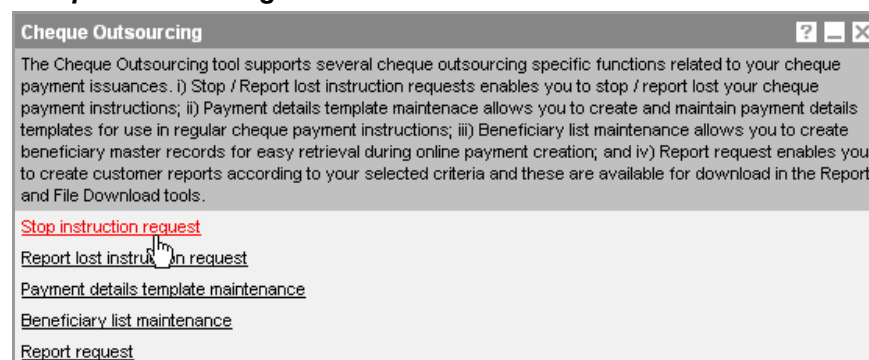 Cheque Outsourcing
The Cheque Outsourcing tool supports several cheque outsourcing specific functions related to your cheque
payment issuances. i) Stop / Report lost instruction requests enables you to stop / report lost your cheque
payment instructions; ii) Payment details template maintenace allows you to create and maintain payment details
templates for use in regular cheque payment instructions; iii) Beneficiary list maintenance allows you to create
beneficiary master records for easy retrieval during online payment creation; and iv) Report request enables you
to create customer reports according to your selected criteria and these are available for download in the Report
and File Download tools.
Stop instruction request
Report lost instruction request
Payment details template maintenance
Beneficiary list maintenance
Report request